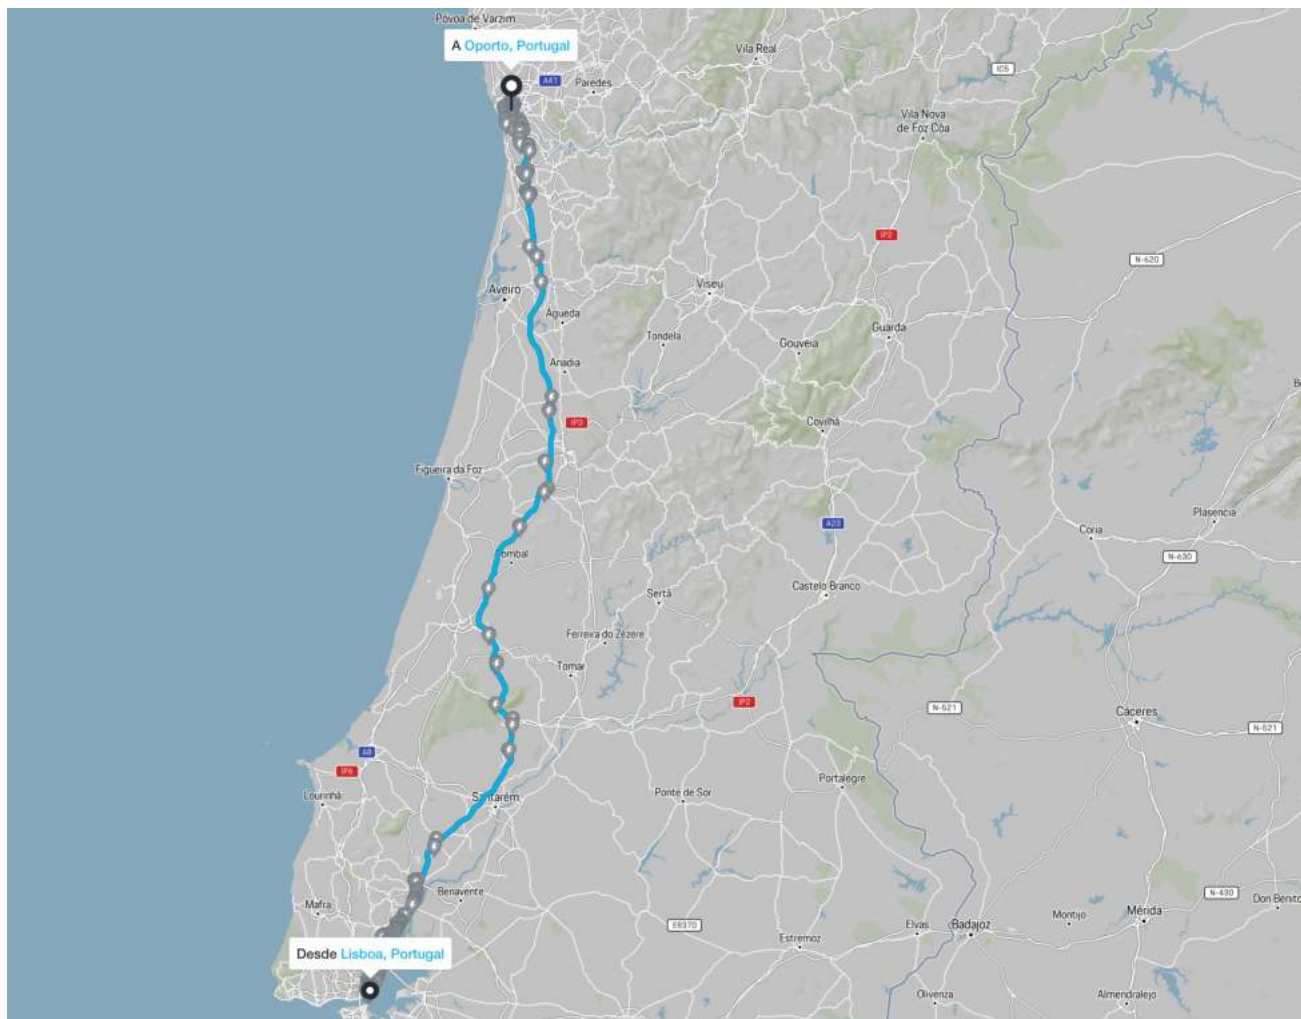 Póvoa de Varzim
A Oporto, Portugal
Vila Real
IC5
A41
Paredes
Vila Nova
de Foz Côa
IP2
N-620
Viseu
Aveiro
Águeda
Guarda
Tondela
Gouveia
Anadia
IP3
Covilhã
Figueira da Foz
Plasencia
A23
Coria
N-630
ombal
Castelo Branco
Sertã
Ferreira do Zêzere
Tomar
IP2
N-521
Cáceres
N-521
A8
IP6
Portalegre
Ponte de Sor
Lourinhã
Santarém
Benavente
N-430
Don Benito
Mafra
Montijo
Mérida
ER370
Elvas
Badajoz
Estremoz
Desde Lisboa, Portugal
Olivenza
Almendralejo